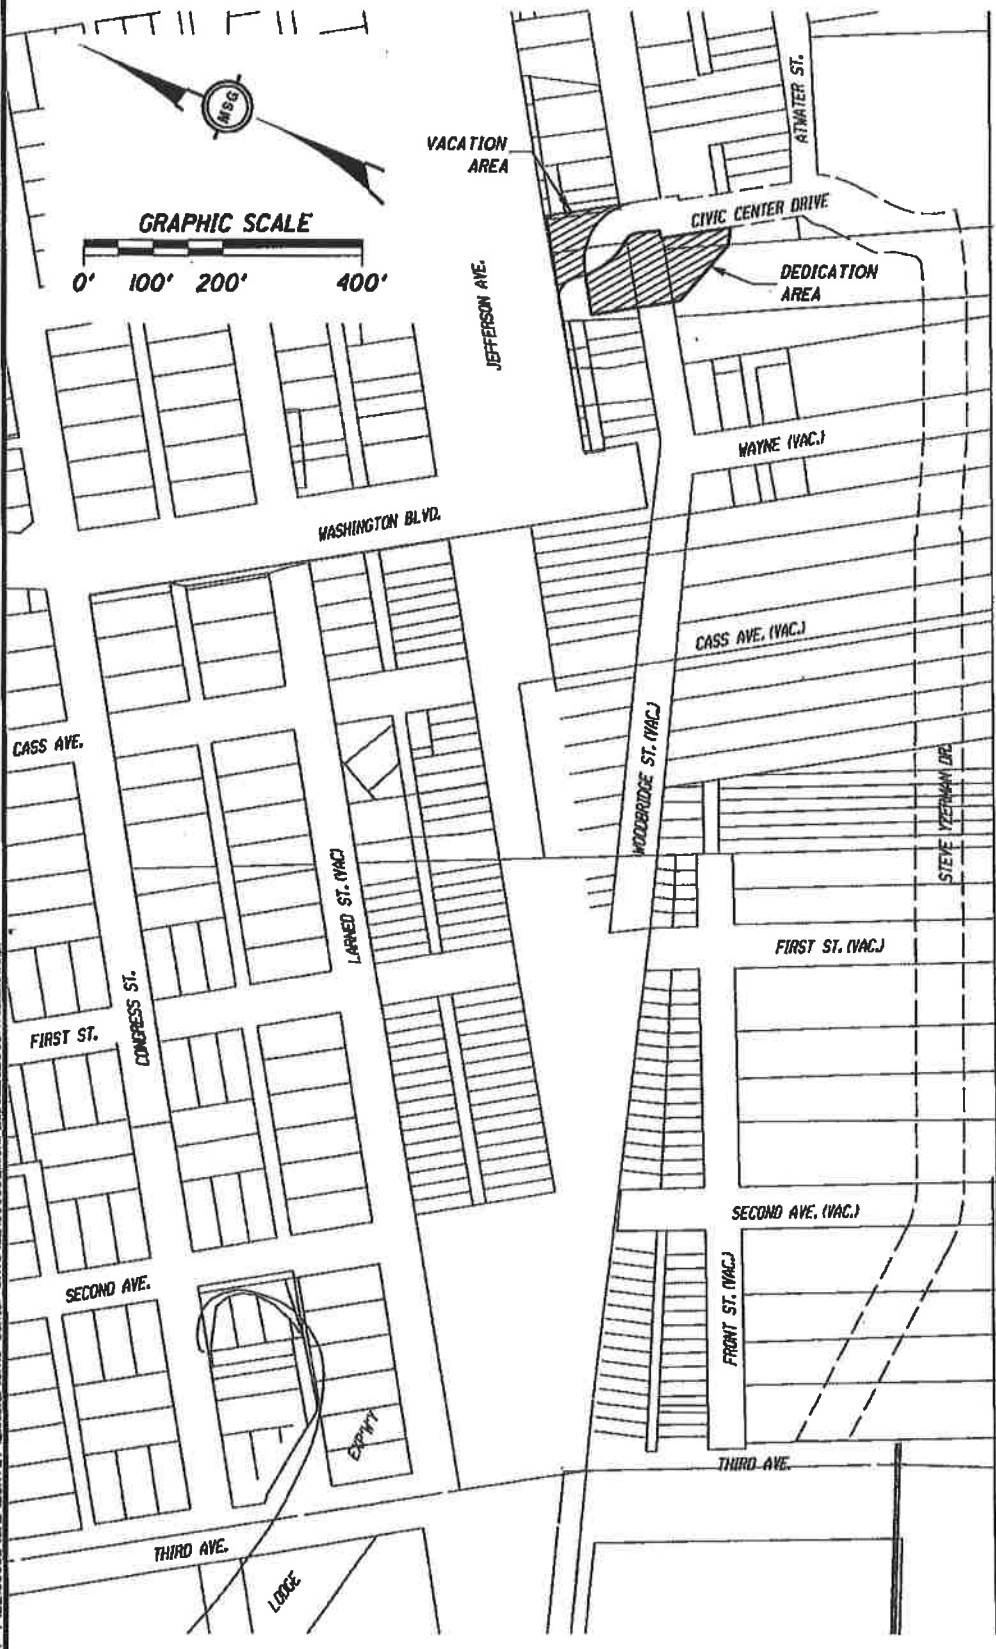 MSG
GRAPHIC SCALE
0' 100' 200' 400'
VACATION
AREA
ATWATER ST.
CIVIC CENTER DRIVE
DEDICATION
AREA
JEFFERSON AVE.
WAYNE (VAC.)
WASHINGTON BLVD.
CASS AVE. (VAC.)
CASS AVE.
WOODBRIDGE ST. (VAC.)
STEVE YZERMAN DR.
LARNED ST. (VAC)
FIRST ST. (VAC.)
CONGRESS ST.
FIRST ST.
SECOND AVE. (VAC.)
SECOND AVE.
FRONT ST. (VAC.)
EXP'WY
THIRD AVE.
THIRD AVE.
LODGE